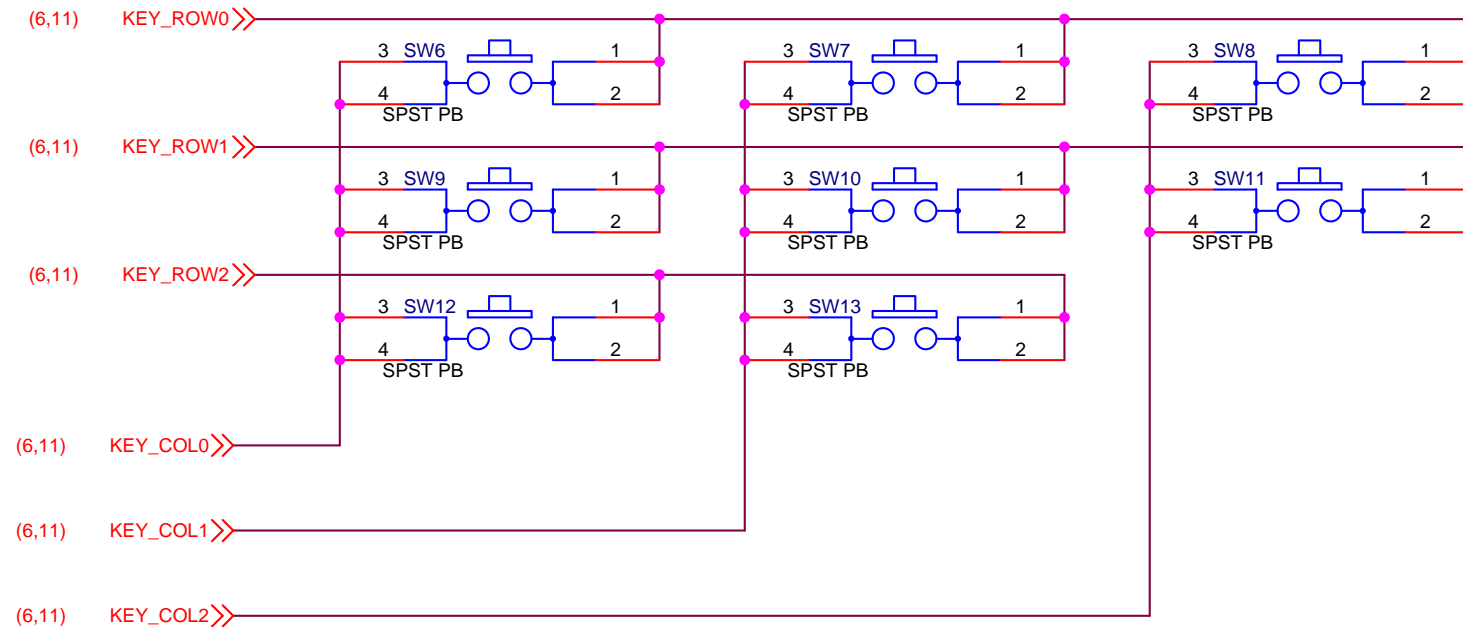 (6,11) KEY_ROW0
3 SW6 1 3 SW7 1 3 SW8 1
4 2 4 2 4 2
SPST PB SPST PB SPST PB
(6,11) KEY_ROW1
3 SW9 1 3 SW10 1 3 SW11 1
4 2 4 2 4 2
SPST PB SPST PB SPST PB
(6,11) KEY_ROW2
3 SW12 1 3 SW13 1
4 2 4 2
SPST PB SPST PB
(6,11) KEY_COL0
(6,11) KEY_COL1
(6,11) KEY_COL2